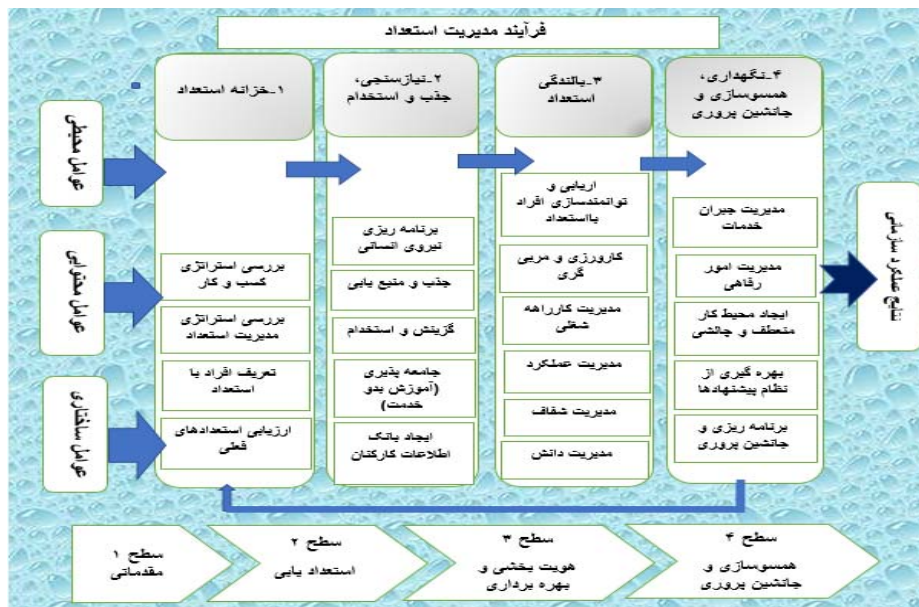 فرآیند مدیریت استعداد
۱-خزانه استعداد
۲-نیازسنجی،
جذب و استخدام
۳-بالندگی
استعداد
۴-نگهداری،
همسوسازی و
جانشین پروری
عوامل محیطی
عوامل محتوایی
عوامل ساختاری
بررسی استراتژی
کسب و کار
بررسی استراتژی
مدیریت استعداد
تعریف افراد با
استعداد
ارزیابی استعدادهای
فعلی
برنامه ریزی
نیروی انسانی
جذب و منبع یابی
گزینش و استخدام
جامعه پذیری
(آموزش بدو
خدمت)
ایجاد بانک
اطلاعات کارکنان
اریابی و
توانمندسازی افراد
بااستعداد
کارورزی و مربی
گری
مدیریت کارراهه
شغلی
مدیریت عملکرد
مدیریت شفاف
مدیریت دانش
مدیریت جبران
خدمات
مدیریت امور
رفاهی
ایجاد محیط کار
منعطف و چالشی
بهره گیری از
نظام پیشنهادها
برنامه ریزی و
جانشین پروری
نتایج عملکرد سازمانی
سطح ۱
مقدماتی
سطح ۲
استعداد یابی
سطح ۳
هویت بخشی و
بهره برداری
سطح ۴
همسوسازی و
جانشین پروری